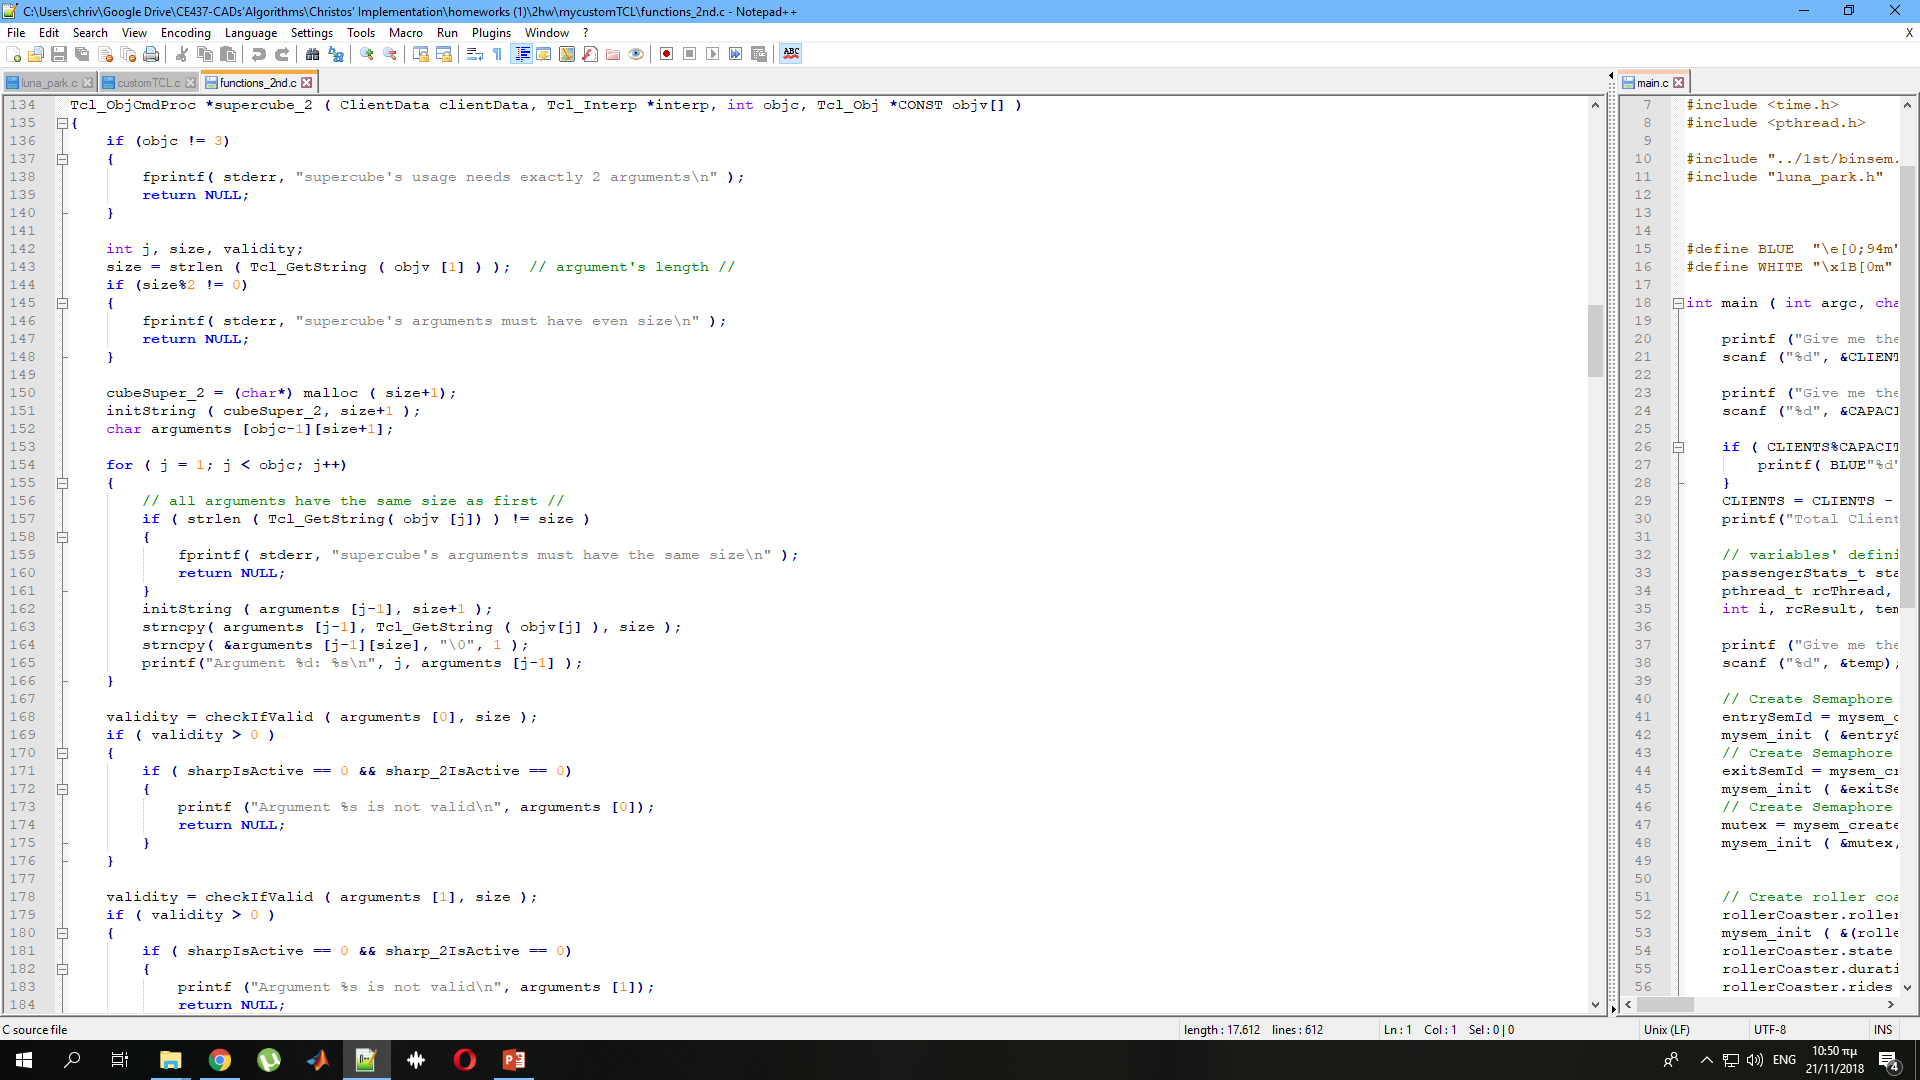 C:\Users\chriv\Google Drive\CE437-CADs'Algorithms\Christos' Implementation\homeworks (1)\2hw\mycustomTCL\functions_2nd.c - Notepad++
File Edit Search View Encoding Language Settings Tools Macro Run Plugins Window ? X
luna_park.c customTCL.c functions_2nd.c
134 Tcl_ObjCmdProc *supercube_2 ( ClientData clientData, Tcl_Interp *interp, int objc, Tcl_Obj *CONST objv[] )
135 {
136 if (objc != 3)
137 {
138 fprintf( stderr, "supercube's usage needs exactly 2 arguments\n" );
139 return NULL;
140 }
141
142 int j, size, validity;
143 size = strlen ( Tcl_GetString ( objv [1] ) ); // argument's length //
144 if (size%2 != 0)
145 {
146 fprintf( stderr, "supercube's arguments must have even size\n" );
147 return NULL;
148 }
149
150 cubeSuper_2 = (char*) malloc ( size+1);
151 initString ( cubeSuper_2, size+1 );
152 char arguments [objc-1][size+1];
153
154 for ( j = 1; j < objc; j++)
155 {
156 // all arguments have the same size as first //
157 if ( strlen ( Tcl_GetString( objv [j]) ) != size )
158 {
159 fprintf( stderr, "supercube's arguments must have the same size\n" );
160 return NULL;
161 }
162 initString ( arguments [j-1], size+1 );
163 strncpy( arguments [j-1], Tcl_GetString ( objv[j] ), size );
164 strncpy( &arguments [j-1][size], "\0", 1 );
165 printf("Argument %d: %s\n", j, arguments [j-1] );
166 }
167
168 validity = checkIfValid ( arguments [0], size );
169 if ( validity > 0 )
170 {
171 if ( sharpIsActive == 0 && sharp_2IsActive == 0)
172 {
173 printf ("Argument %s is not valid\n", arguments [0]);
174 return NULL;
175 }
176 }
177
178 validity = checkIfValid ( arguments [1], size );
179 if ( validity > 0 )
180 {
181 if ( sharpIsActive == 0 && sharp_2IsActive == 0)
182 {
183 printf ("Argument %s is not valid\n", arguments [1]);
184 return NULL;
main.c
7 #include <time.h>
8 #include <pthread.h>
9
10 #include "../1st/binsem.
11 #include "luna_park.h"
12
13
14
15 #define BLUE "\e[0;94m"
16 #define WHITE "\x1B[0m"
17
18 int main ( int argc, cha
19
20 printf ("Give me the
21 scanf ("%d", &CLIENT
22
23 printf ("Give me the
24 scanf ("%d", &CAPACI
25
26 if ( CLIENTS%CAPACIT
27 printf( BLUE"%d"
28 }
29 CLIENTS = CLIENTS -
30 printf("Total Client
31
32 // variables' defini
33 passengerStats_t sta
34 pthread_t rcThread,
35 int i, rcResult, tem
36
37 printf ("Give me the
38 scanf ("%d", &temp);
39
40 // Create Semaphore
41 entrySemId = mysem_c
42 mysem_init ( &entryS
43 // Create Semaphore
44 exitSemId = mysem_cr
45 mysem_init ( &exitSe
46 // Create Semaphore
47 mutex = mysem_create
48 mysem_init ( &mutex,
49
50
51 // Create roller coa
52 rollerCoaster.roller
53 mysem_init ( &(rolle
54 rollerCoaster.state
55 rollerCoaster.durati
56 rollerCoaster.rides
C source file length : 17.612 lines : 612 Ln : 1 Col : 1 Sel : 0 | 0 Unix (LF) UTF-8 INS
ENG 10:50 πμ
21/11/2018 4